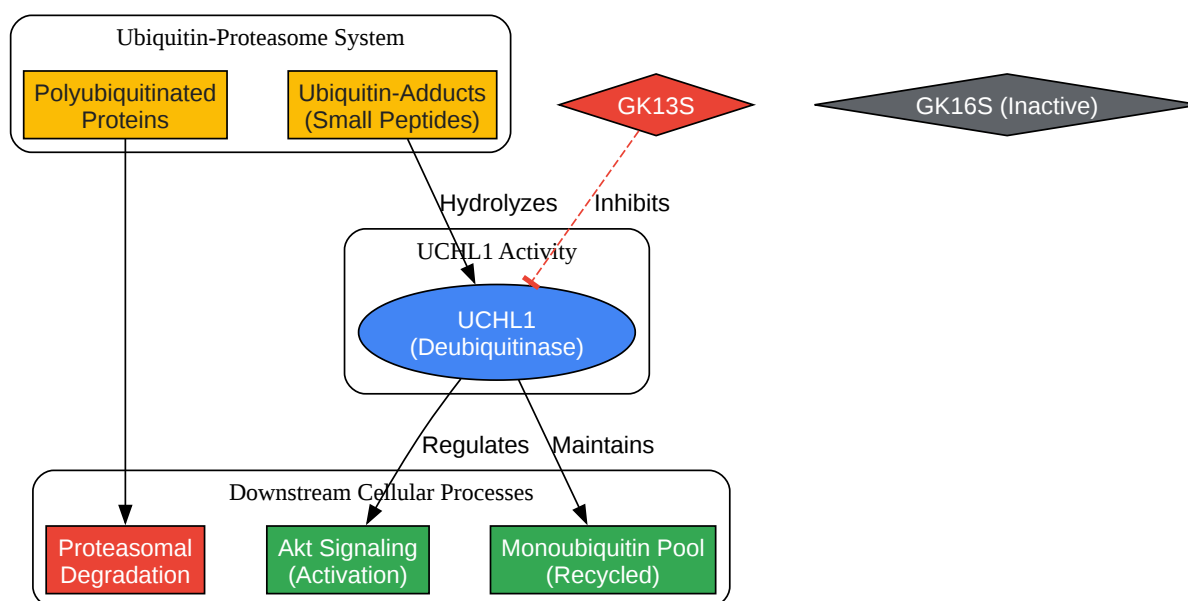 Ubiquitin-Proteasome System
Polyubiquitinated
Proteins
Ubiquitin-Adducts
(Small Peptides)
GK13S
GK16S (Inactive)
Hydrolyzes
Inhibits
UCHL1 Activity
UCHL1
(Deubiquitinase)
Regulates
Maintains
Downstream Cellular Processes
Proteasomal
Degradation
Akt Signaling
(Activation)
Monoubiquitin Pool
(Recycled)